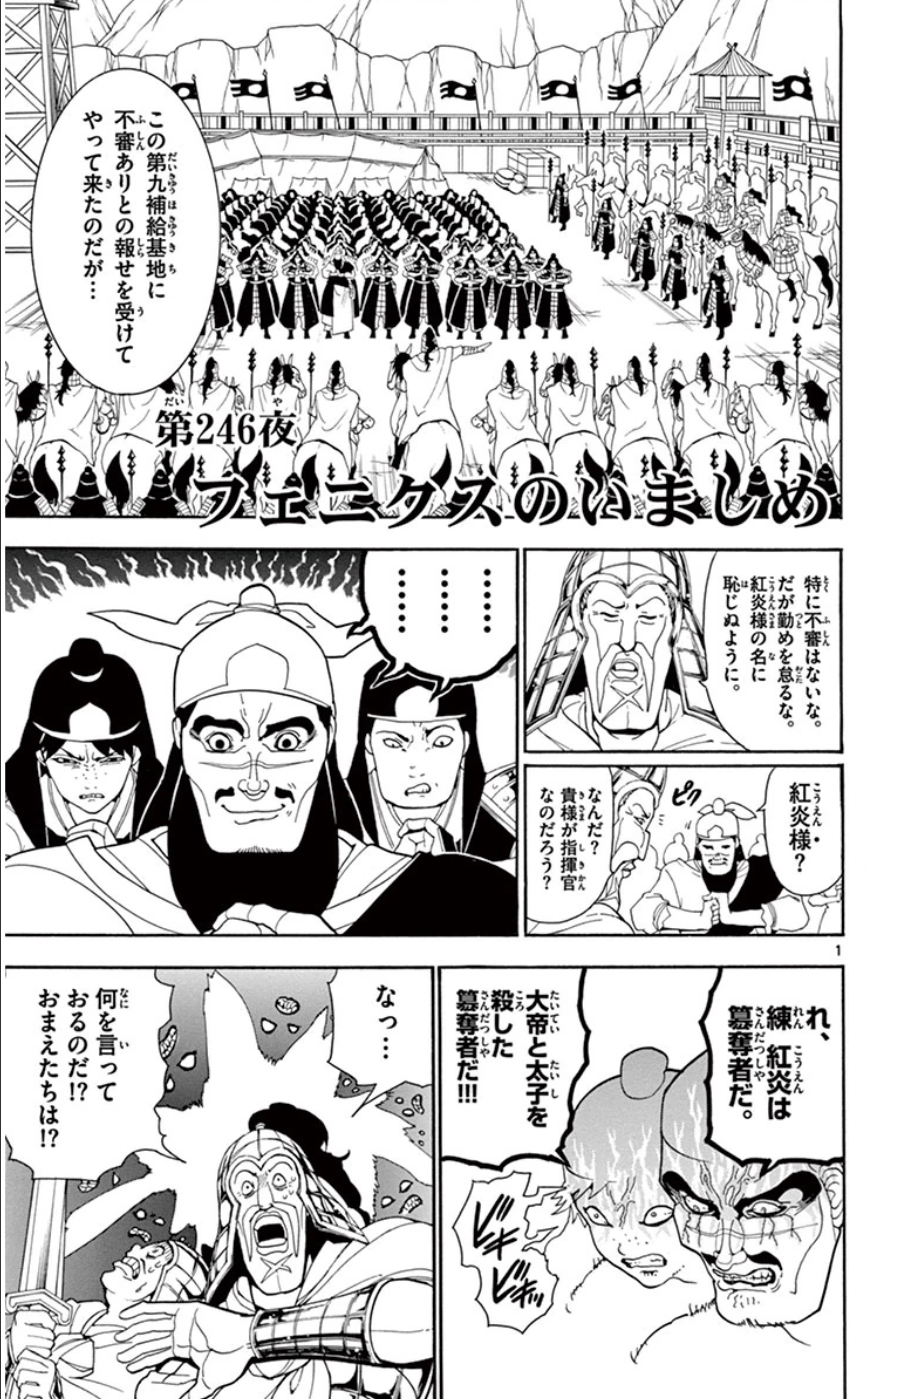 この第九補給基地に
不審ありとの報せを受けて
やって来たのだが…
第246夜
フェニクスのいましめ
特に不審はないな。
だが勤めを怠るな。
紅炎様の名に
恥じぬように。
紅炎様?
ピク
なんだ?
貴様が指揮官
なのだろう?
………
………
………
1
れ、
練 紅炎は
簒奪者だ。
大帝と太子を
殺した
簒奪者だ!!!
ビキ
ビキッ
なっ…
何を言って
おるのだ!?
おまえたちは!?